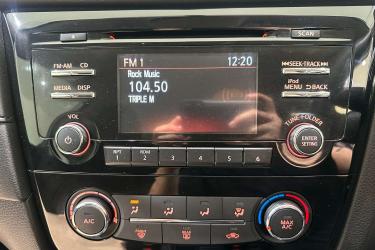 SCAN
FM·AM CD
MEDIA DISP
FM 1 12:20
Rock Music
104.50
TRIPLE M
SEEK·TRACK
iPod
MENU BACK
VOL
TUNE·FOLDER
ENTER
SETTING
RPT RDM
1 2 3 4 5 6
A/C
MAX
A/C